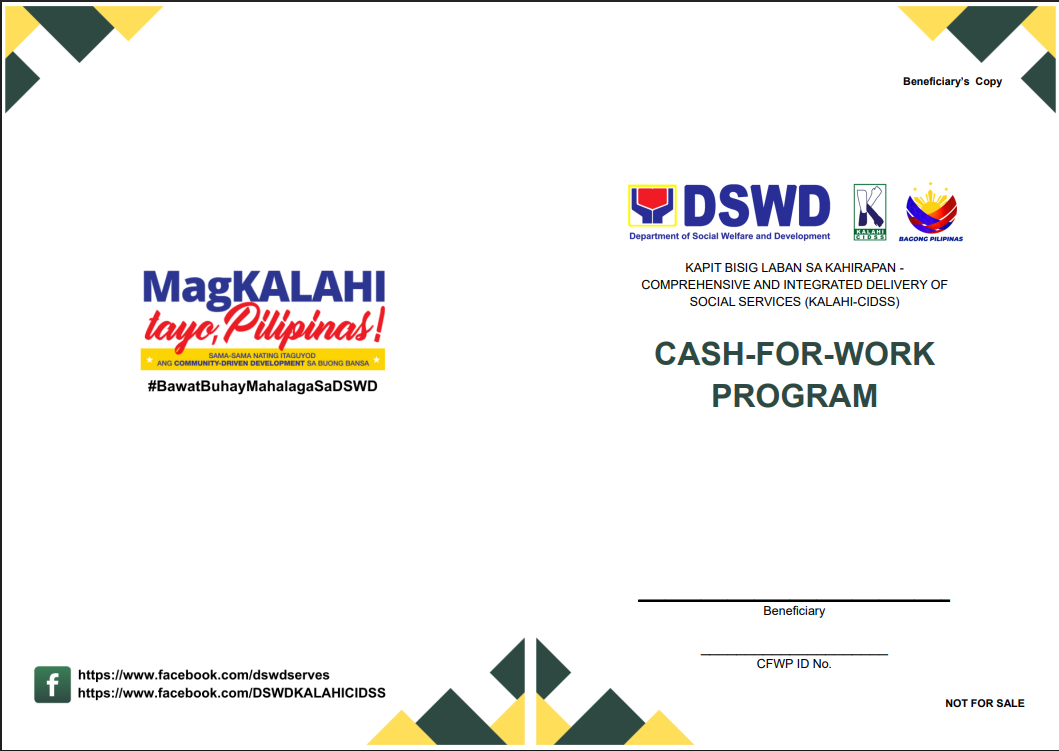 MagKALAHI
tayo, Pilipinas!
SAMA-SAMA NATING ITAGUYOD
ANG COMMUNITY-DRIVEN DEVELOPMENT SA BUONG BANSA
#BawatBuhayMahalagaSaDSWD
https://www.facebook.com/dswdserves
https://www.facebook.com/DSWDKALAHICIDSS
Beneficiary's Copy
DSWD
Department of Social Welfare and Development
KALAHI
CIDSS
BAGONG PILIPINAS
KAPIT BISIG LABAN SA KAHIRAPAN -
COMPREHENSIVE AND INTEGRATED DELIVERY OF
SOCIAL SERVICES (KALAHI-CIDSS)
CASH-FOR-WORK
PROGRAM
Beneficiary
CFWP ID No.
NOT FOR SALE